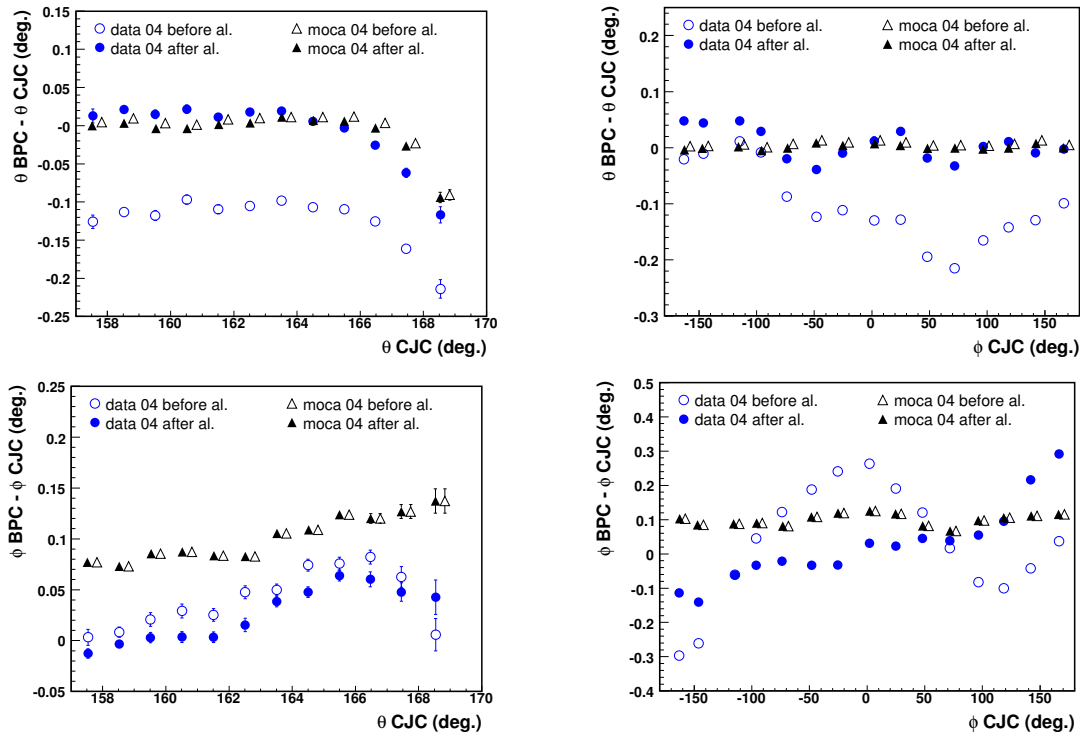 θ BPC - θ CJC (deg.)
0.15
0.1
0.05
-0
-0.05
-0.1
-0.15
-0.2
-0.25
data 04 before al.
data 04 after al.
moca 04 before al.
moca 04 after al.
158 160 162 164 166 168 170
θ CJC (deg.)
θ BPC - θ CJC (deg.)
0.2
0.1
0
-0.1
-0.2
-0.3
data 04 before al.
data 04 after al.
moca 04 before al.
moca 04 after al.
-150 -100 -50 0 50 100 150
ϕ CJC (deg.)
ϕ BPC - ϕ CJC (deg.)
0.25
0.2
0.15
0.1
0.05
0
-0.05
data 04 before al.
data 04 after al.
moca 04 before al.
moca 04 after al.
158 160 162 164 166 168 170
θ CJC (deg.)
ϕ BPC - ϕ CJC (deg.)
0.5
0.4
0.3
0.2
0.1
0
-0.1
-0.2
-0.3
-0.4
data 04 before al.
data 04 after al.
moca 04 before al.
moca 04 after al.
-150 -100 -50 0 50 100 150
ϕ CJC (deg.)